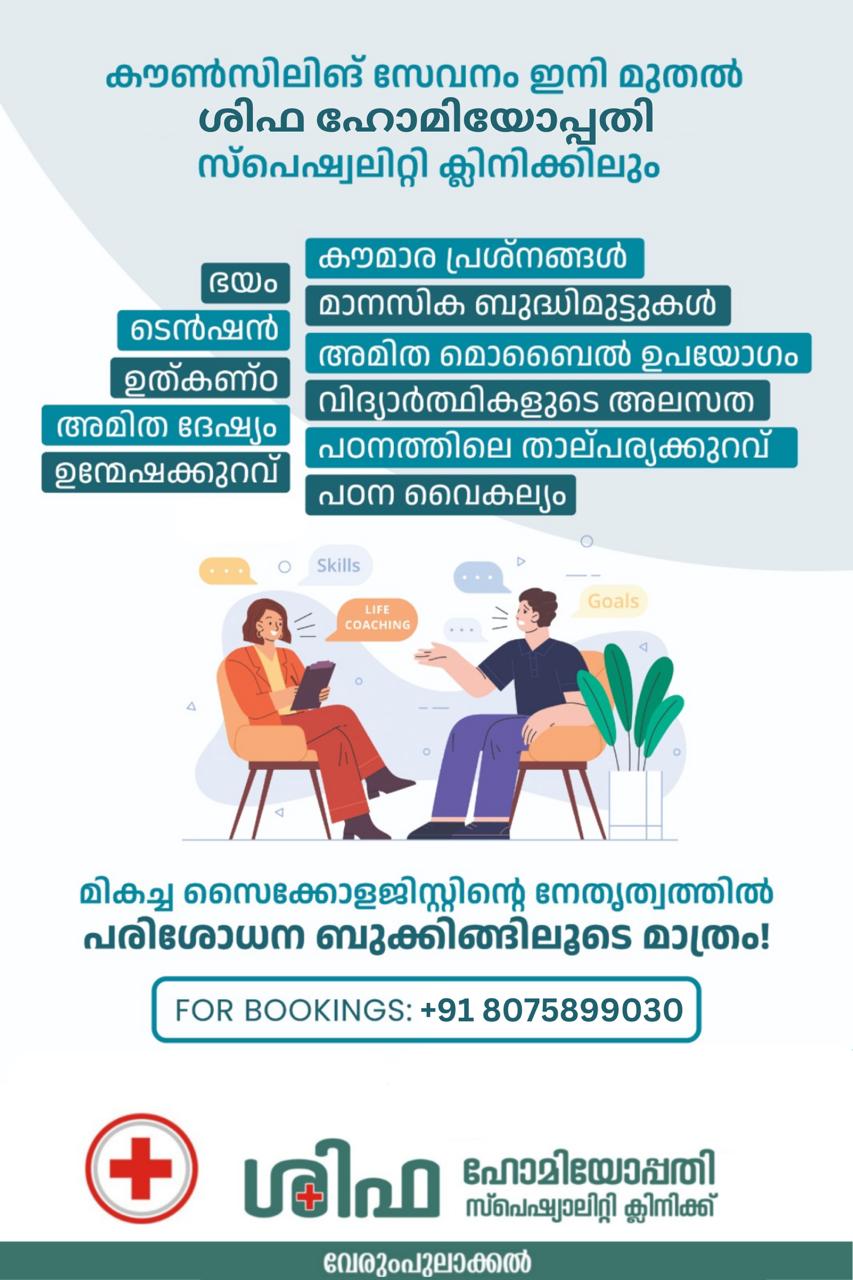 കൗൺസിലിങ് സേവനം ഇനി മുതൽ
ശിഫ ഹോമിയോപ്പതി
സ്പെഷ്വലിറ്റി ക്ലിനിക്കിലും
ഭയം
ടെൻഷൻ
ഉത്കണ്ഠ
അമിത ദേഷ്യം
ഉന്മേഷക്കുറവ്
കൗമാര പ്രശ്നങ്ങൾ
മാനസിക ബുദ്ധിമുട്ടുകൾ
അമിത മൊബൈൽ ഉപയോഗം
വിദ്യാർത്ഥികളുടെ അലസത
പഠനത്തിലെ താല്പര്യക്കുറവ്
പഠന വൈകല്യം
Skills
LIFE
COACHING
Goals
മികച്ച സൈക്കോളജിസ്റ്റിന്റെ നേതൃത്വത്തിൽ
പരിശോധന ബുക്കിങ്ങിലൂടെ മാത്രം!
FOR BOOKINGS: +91 8075899030
ശിഫ
ഹോമിയോപ്പതി
സ്പെഷ്യാലിറ്റി ക്ലിനിക്ക്
വേരുംപുലാക്കൽ